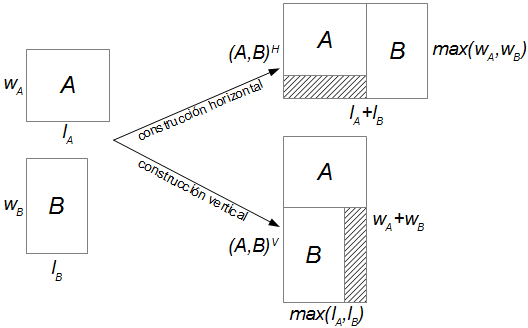 A
w_A
l_A
B
w_B
l_B
construcción horizontal
construcción vertical
(A,B)^H
A
B
max(w_A,w_B)
l_A+l_B
(A,B)^V
A
B
w_A+w_B
max(l_A,l_B)